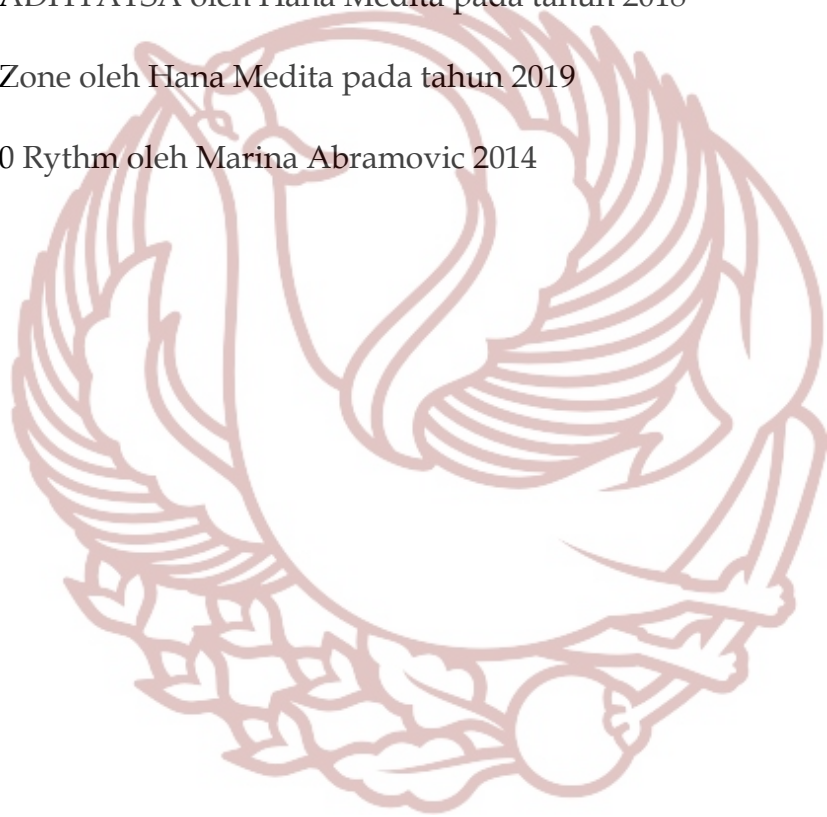 oleh Hana Medita pada tahun 2018
Zone oleh Hana Medita pada tahun 2019
0 Rythm oleh Marina Abramovic 2014